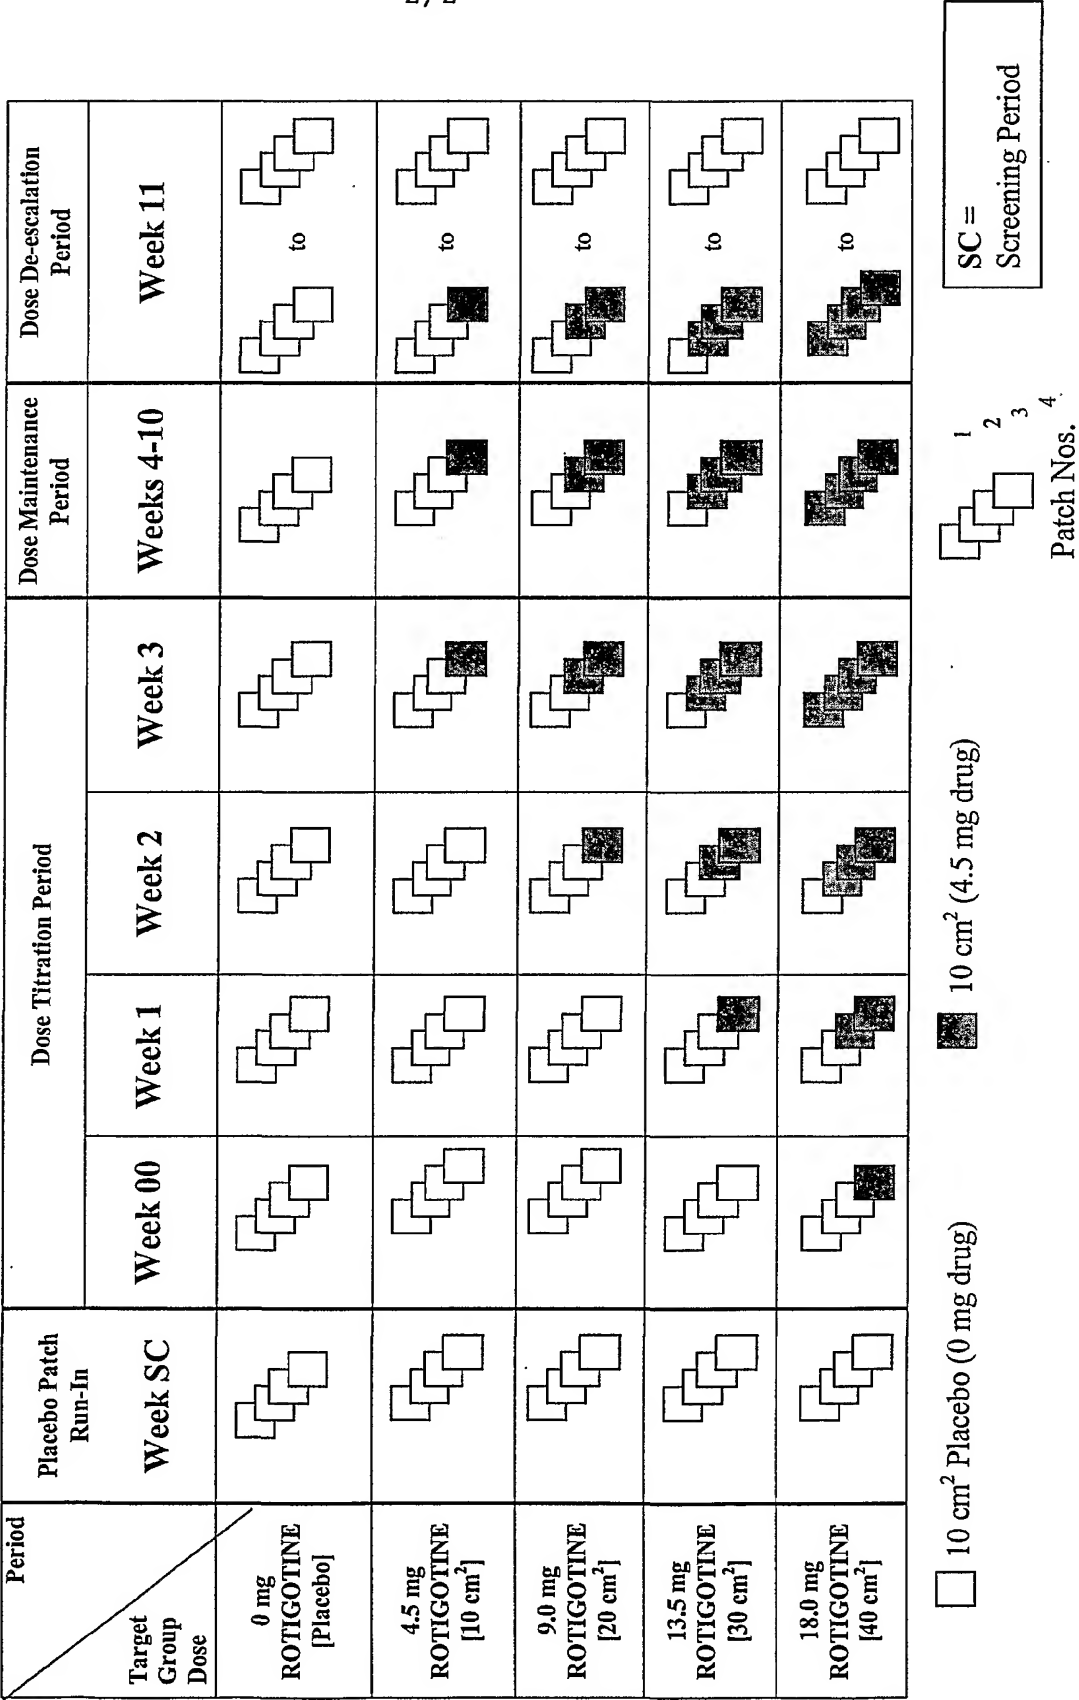 Period
Target
Group
Dose
Placebo Patch
Run-In
Dose Titration Period
Dose Maintenance
Period
Dose De-escalation
Period
Week SC
Week 00
Week 1
Week 2
Week 3
Weeks 4-10
Week 11
0 mg
ROTIGOTINE
[Placebo]
to
4.5 mg
ROTIGOTINE
[10 cm²]
to
9.0 mg
ROTIGOTINE
[20 cm²]
to
13.5 mg
ROTIGOTINE
[30 cm²]
to
18.0 mg
ROTIGOTINE
[40 cm²]
to
10 cm² Placebo (0 mg drug)
10 cm² (4.5 mg drug)
1
2
3
4
Patch Nos.
SC =
Screening Period